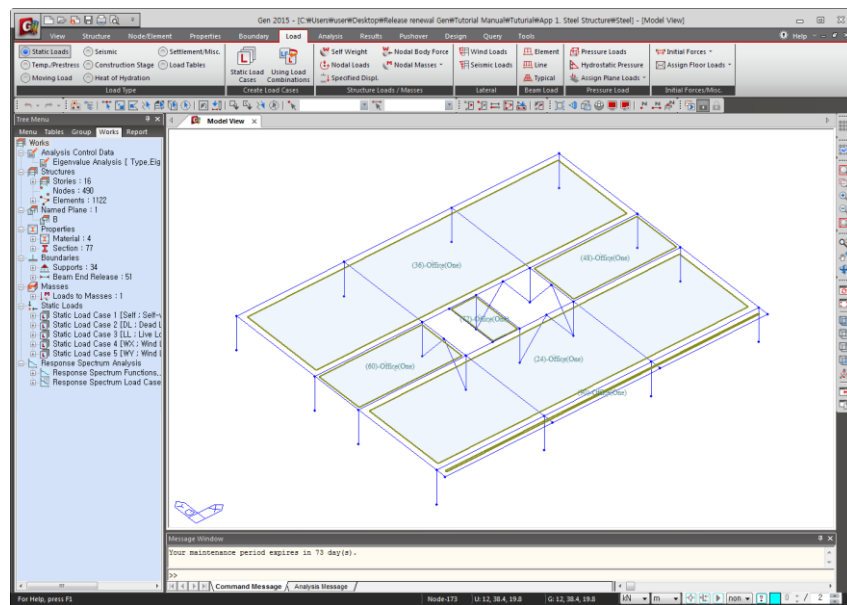 Gen 2015 - [C:₩Users₩user₩Desktop₩Release renewal Gen₩Tutorial Manual₩Tuturial₩App 1. Steel Structure₩Steel] - [Model View]
View Structure Node/Element Properties Boundary Load Analysis Results Pushover Design Query Tools Help
Static Loads Seismic Settlement/Misc.
Temp./Prestress Construction Stage Load Tables
Moving Load Heat of Hydration
Load Type
Static Load Cases
Using Load Combinations
Create Load Cases
Self Weight Nodal Body Force
Nodal Loads Nodal Masses
Specified Displ.
Structure Loads / Masses
Wind Loads
Seismic Loads
Lateral
Element
Line
Typical
Beam Load
Pressure Loads
Hydrostatic Pressure
Assign Plane Loads
Pressure Load
Initial Forces
Assign Floor Loads
Initial Forces/Misc.
Tree Menu
Menu Tables Group Works Report
Works
Analysis Control Data
Eigenvalue Analysis [ Type,Eig
Structures
Stories : 16
Nodes : 490
Elements : 1122
Named Plane : 1
B
Properties
Material : 4
Section : 77
Boundaries
Supports : 34
Beam End Release : 51
Masses
Loads to Masses : 1
Static Loads
Static Load Case 1 [Self ; Self-w
Static Load Case 2 [DL ; Dead L
Static Load Case 3 [LL ; Live Lo
Static Load Case 4 [WX ; Wind L
Static Load Case 5 [WY ; Wind L
Response Spectrum Analysis
Response Spectrum Functions,
Response Spectrum Load Case
Model View
(36)-Office(One)
(48)-Office(One)
(60)-Office(One)
(24)-Office(One)
Message Window
Your maintenance period expires in 73 day(s).
>>
Command Message Analysis Message
For Help, press F1
Node-173
U: 12, 38.4, 19.8
G: 12, 38.4, 19.8
kN
m
non
2